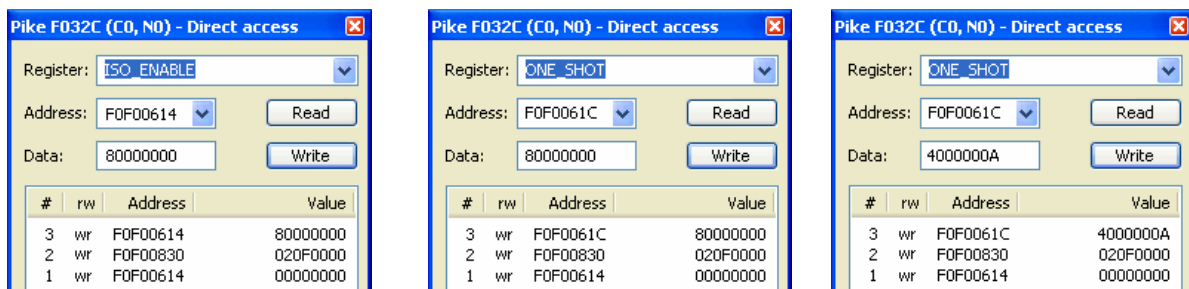 Pike F032C (C0, N0) - Direct access
Register: ISO_ENABLE
Address: F0F00614 Read
Data: 80000000 Write
# rw Address Value
3 wr F0F00614 80000000
2 wr F0F00830 020F0000
1 wr F0F00614 00000000
Pike F032C (C0, N0) - Direct access
Register: ONE_SHOT
Address: F0F0061C Read
Data: 80000000 Write
# rw Address Value
3 wr F0F0061C 80000000
2 wr F0F00830 020F0000
1 wr F0F00614 00000000
Pike F032C (C0, N0) - Direct access
Register: ONE_SHOT
Address: F0F0061C Read
Data: 4000000A Write
# rw Address Value
3 wr F0F0061C 4000000A
2 wr F0F00830 020F0000
1 wr F0F00614 00000000